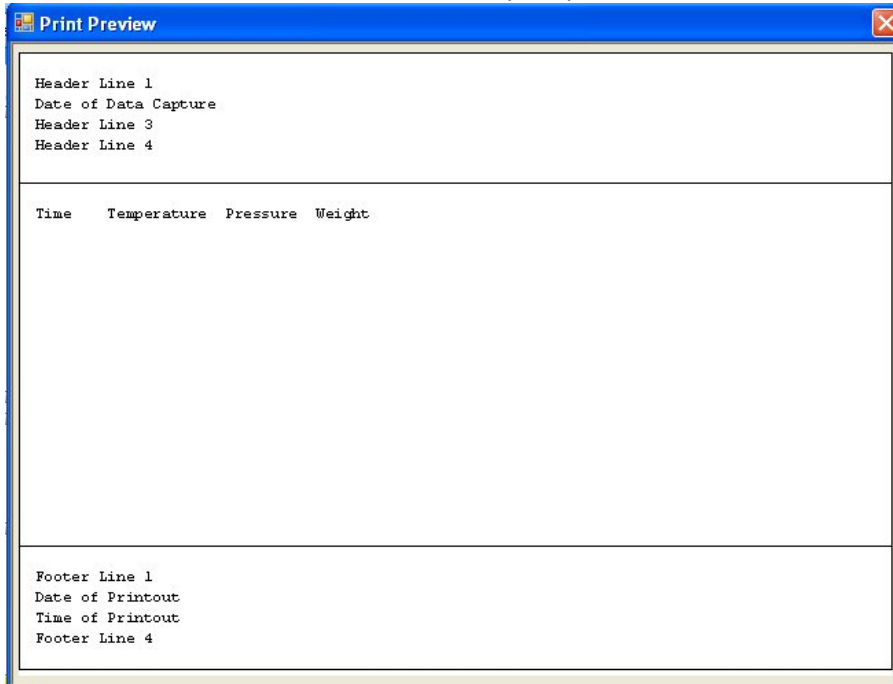 Print Preview
Header Line 1
Date of Data Capture
Header Line 3
Header Line 4
Time Temperature Pressure Weight
Footer Line 1
Date of Printout
Time of Printout
Footer Line 4